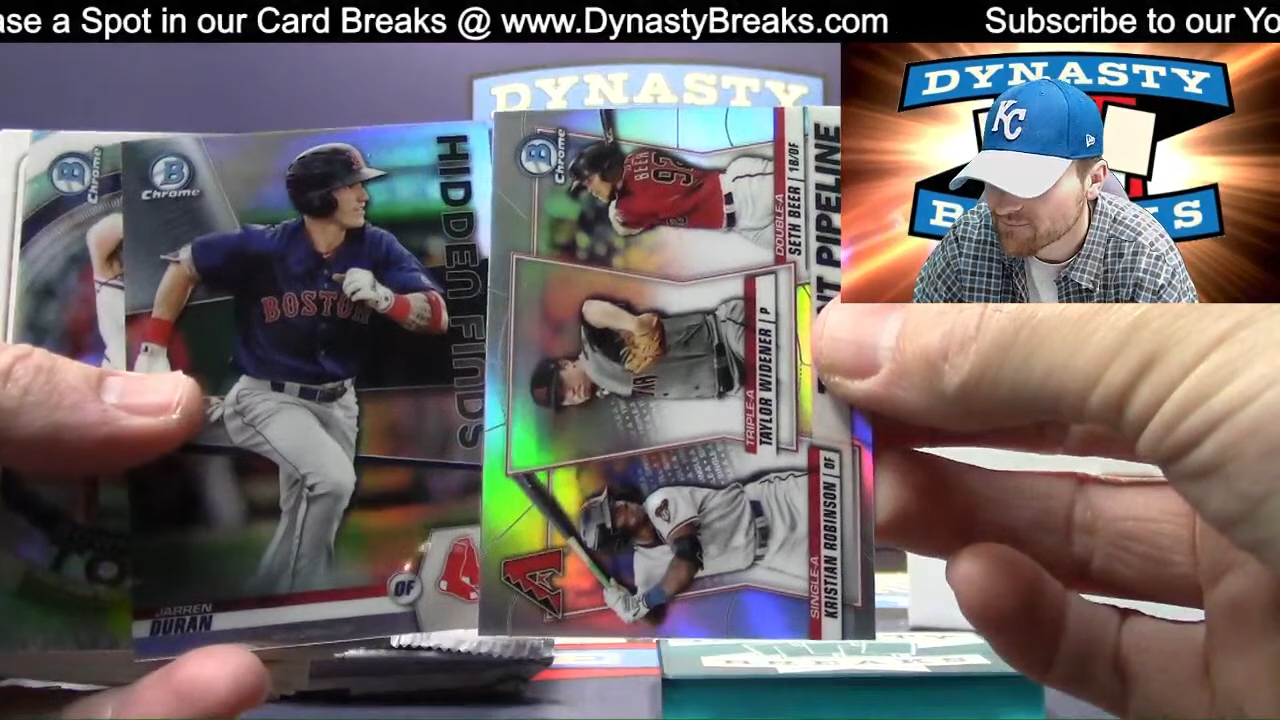 ase a Spot in our Card Breaks @ www.DynastyBreaks.com Subscribe to our Yo
DYNASTY
DYNASTY
KC
B
Chrome
B
Chrome
HIDDEN FINDS
BOSTON
OF
JARREN
DURAN
B
Chrome
BEER
DOUBLE-A
SETH BEER | 1B/OF
TRIPLE-A
TAYLOR WIDENER | P
SINGLE-A
KRISTIAN ROBINSON | OF
PIPELINE
A
BREAKS